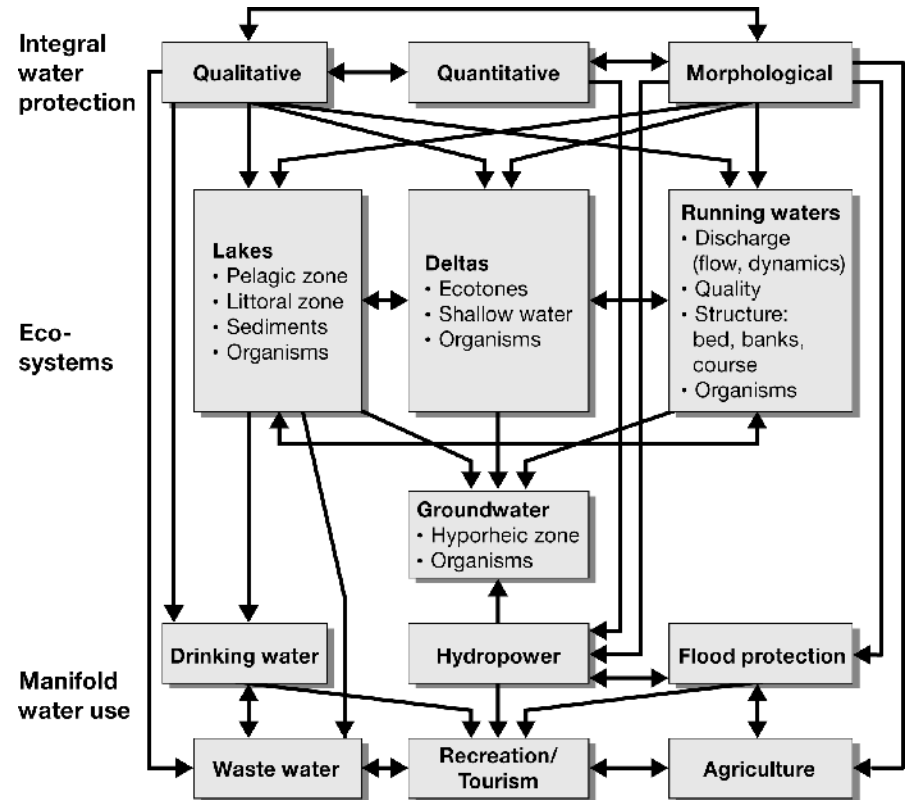 Integral
water
protection
Qualitative
Quantitative
Morphological
Eco-
systems
Lakes
• Pelagic zone
• Littoral zone
• Sediments
• Organisms
Deltas
• Ecotones
• Shallow water
• Organisms
Running waters
• Discharge
(flow, dynamics)
• Quality
• Structure:
bed, banks,
course
• Organisms
Groundwater
• Hyporheic zone
• Organisms
Manifold
water use
Drinking water
Hydropower
Flood protection
Waste water
Recreation/
Tourism
Agriculture